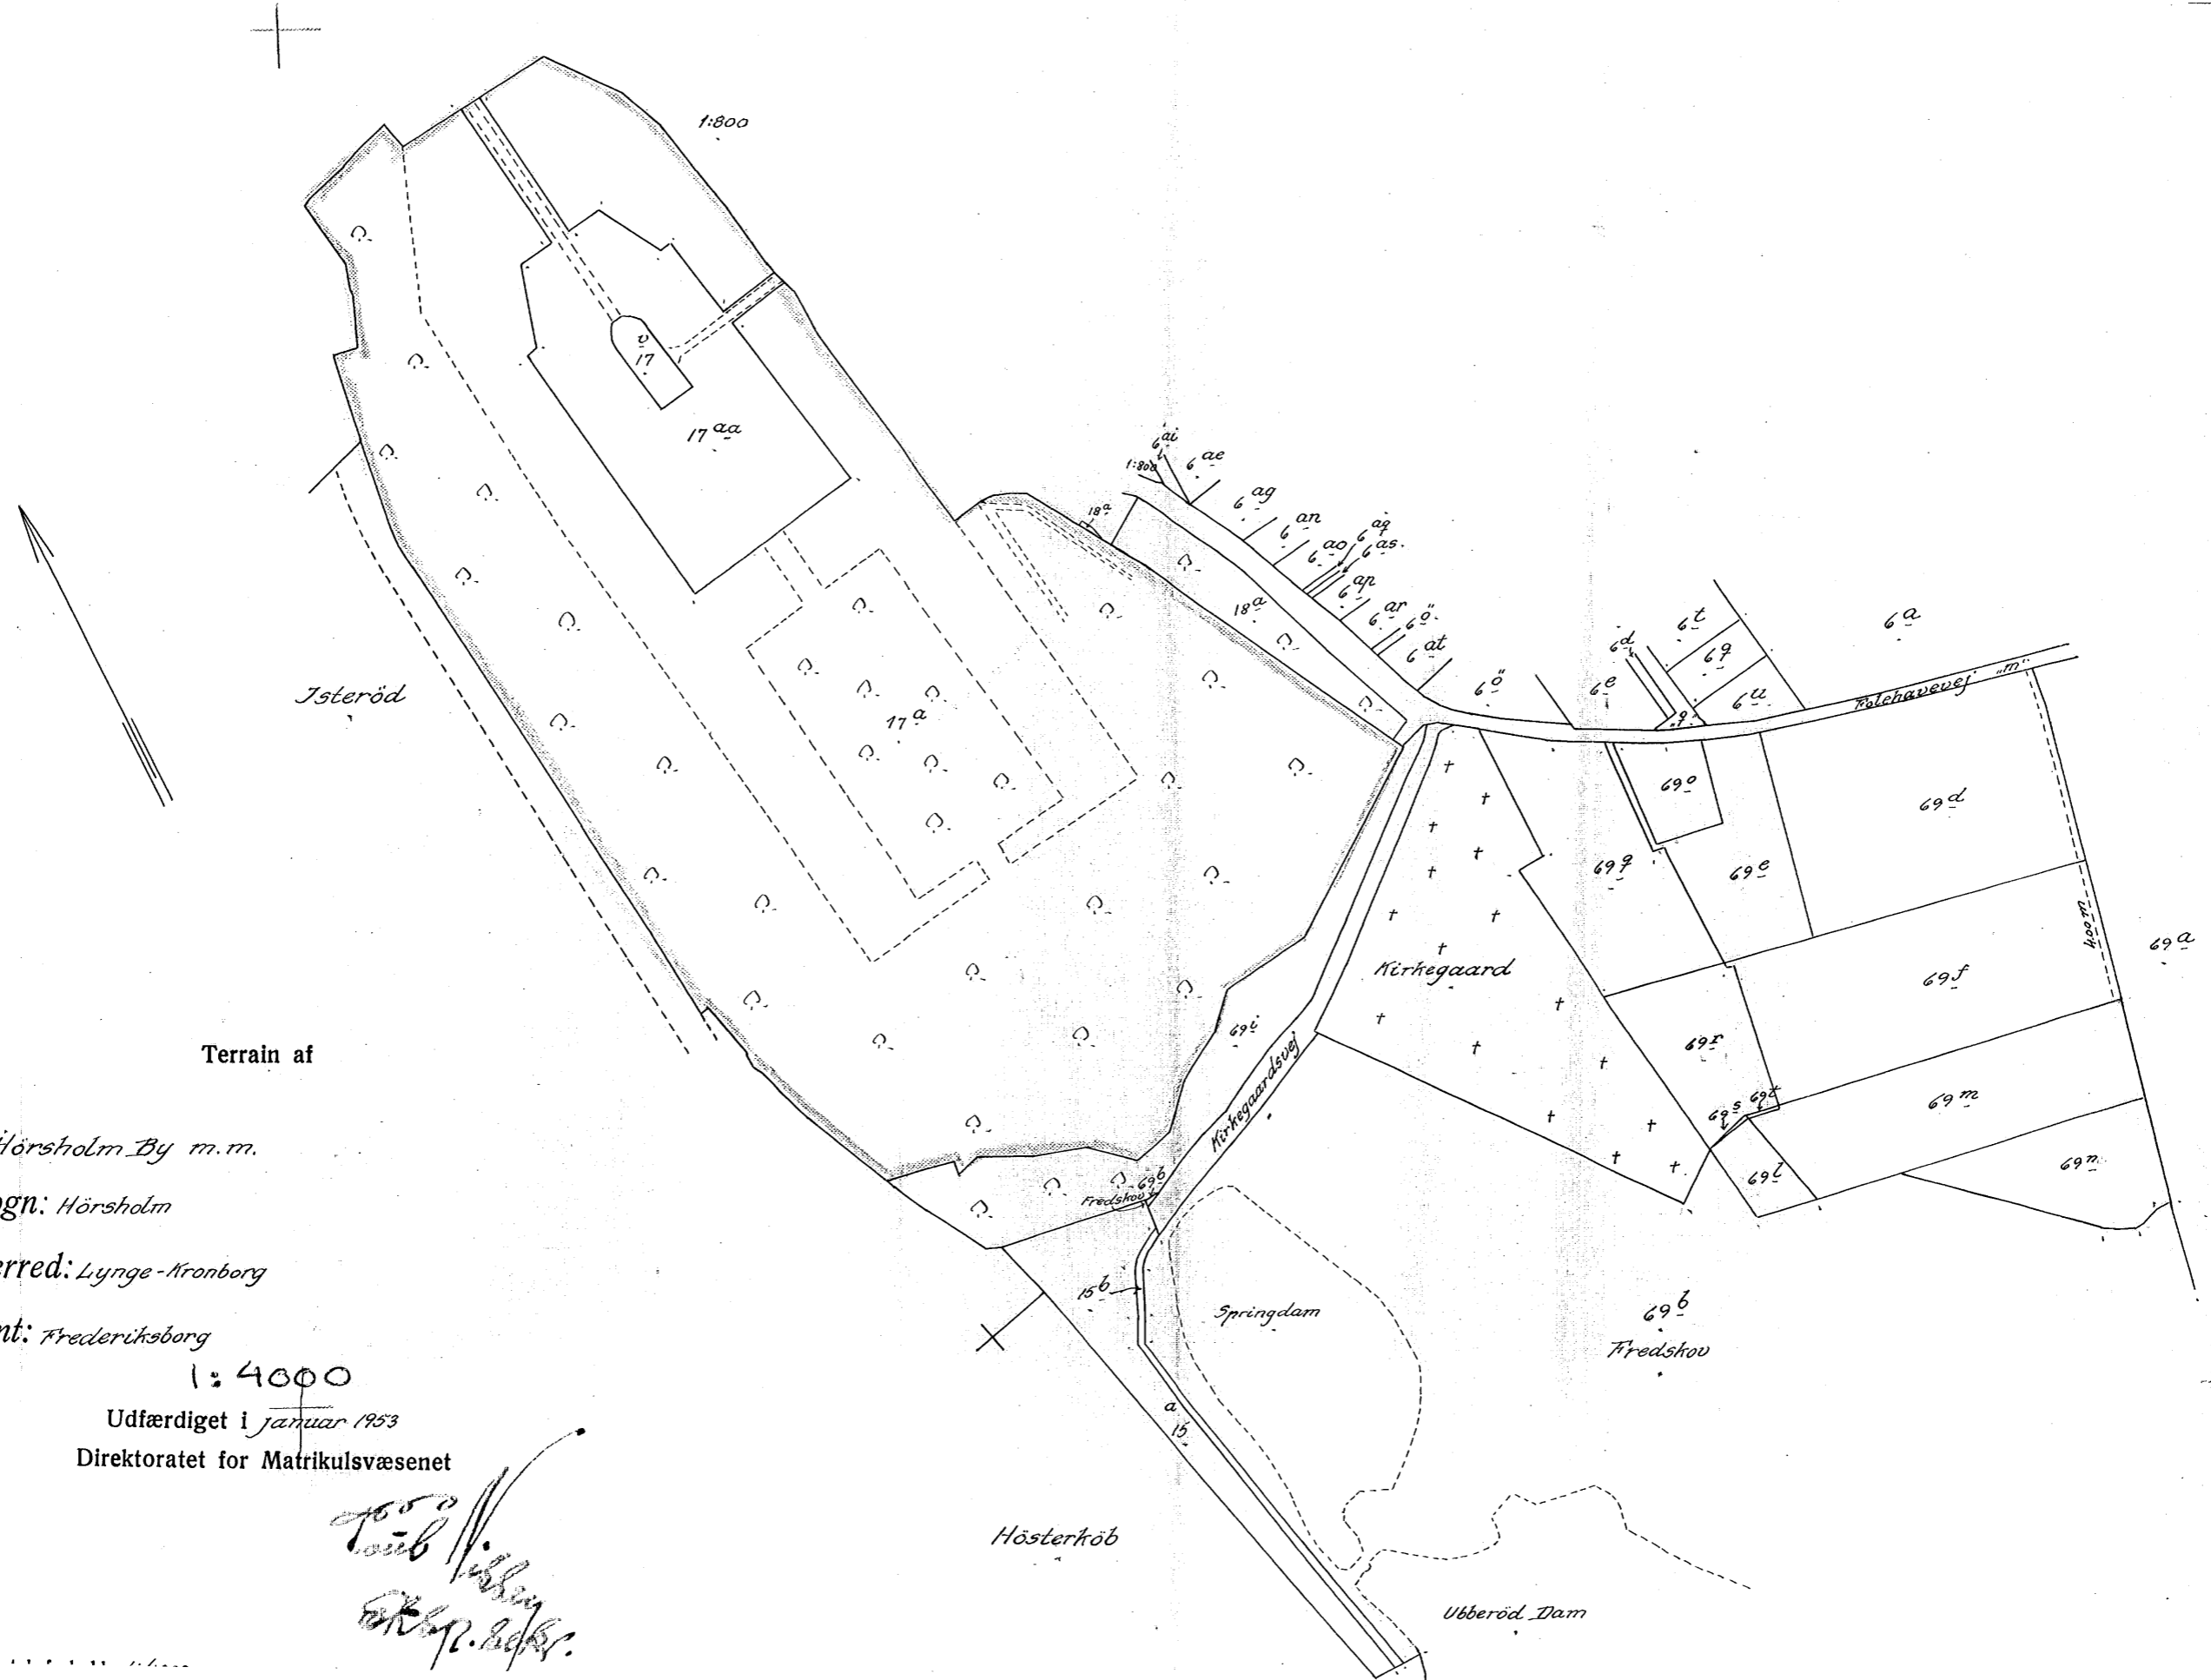 1:800
v
17
17 aa
6 ai
1:800
6 ae
6 ag
6 an
6 ao
6 aq
6 as.
6 ap
6 ar
6 ö.
6 at
18 a
18 a
6 ø
6 e
6 d
6 t
6 q
6 u
6 a
"q"
Folehavevej "m"
Isteröd
17 a
69 o
69 d
69 q
69 e
69 a
Kirkegaard
69 f
69 i
69 r
Kirkegaardsvej
69 s
69 t
69 m
69 l
69 n
69 b
Fredskov
15 b
Springdam
69 b
Fredskov
a
15
Hösterköb
Ubberöd Dam
Terrain af
Hörsholm By m.m.
ogn: Hörsholm
erred: Lynge-Kronborg
nt: Frederiksborg
1:4000
Udfærdiget i januar 1953
Direktoratet for Matrikulsvæsenet